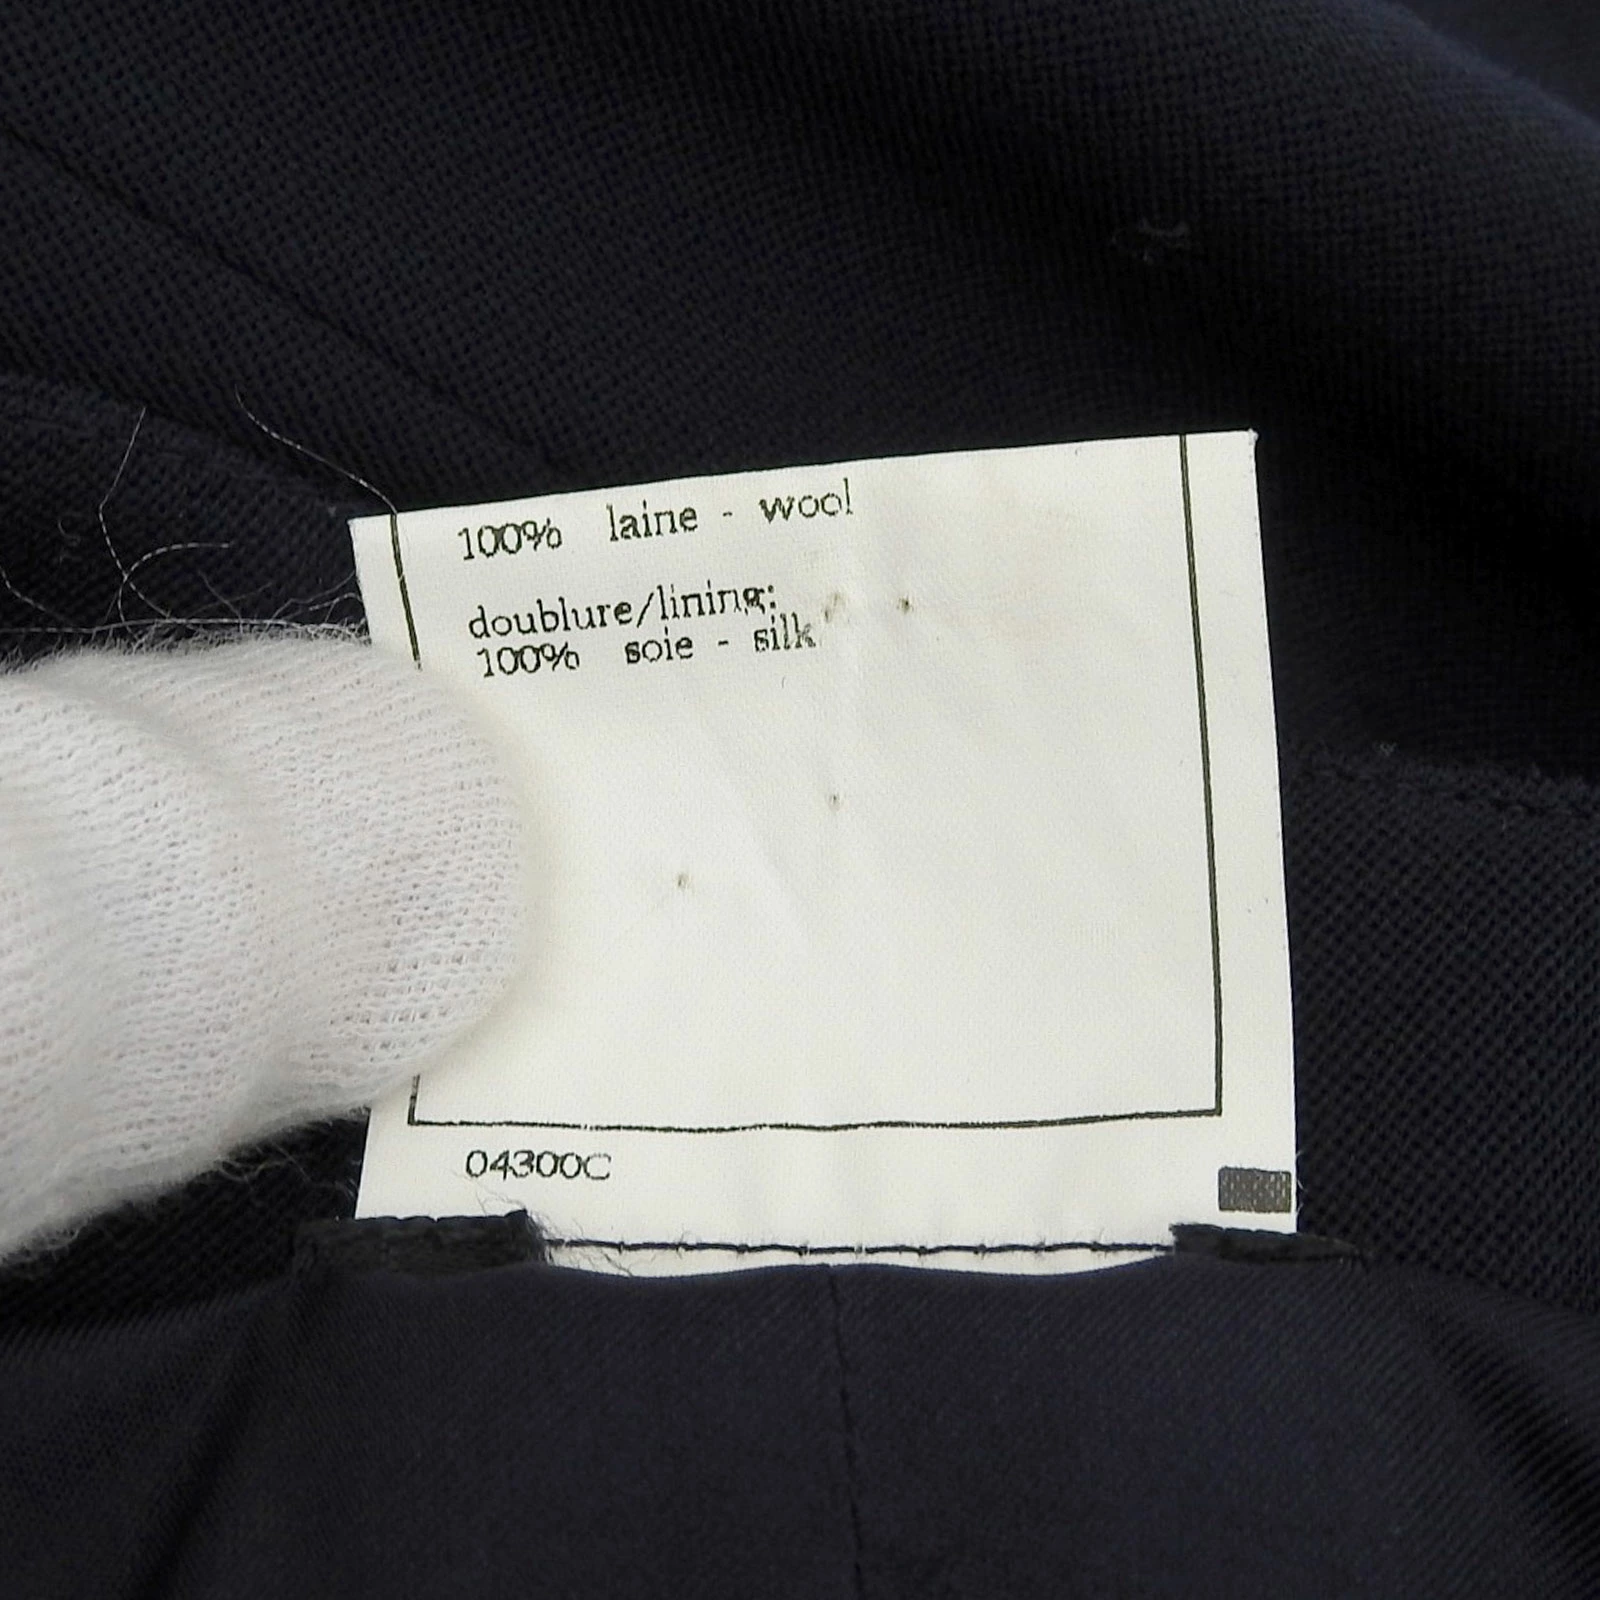 100% laine - wool
doublure/lining:
100% soie - silk
04300C